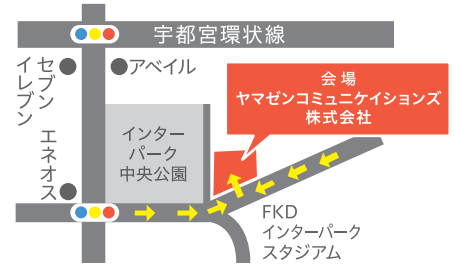 宇都宮環状線
セブン
イレブン
アベイル
会場
ヤマゼンコミュニケイションズ
株式会社
インター
パーク
中央公園
エネオス
FKD
インターパーク
スタジアム